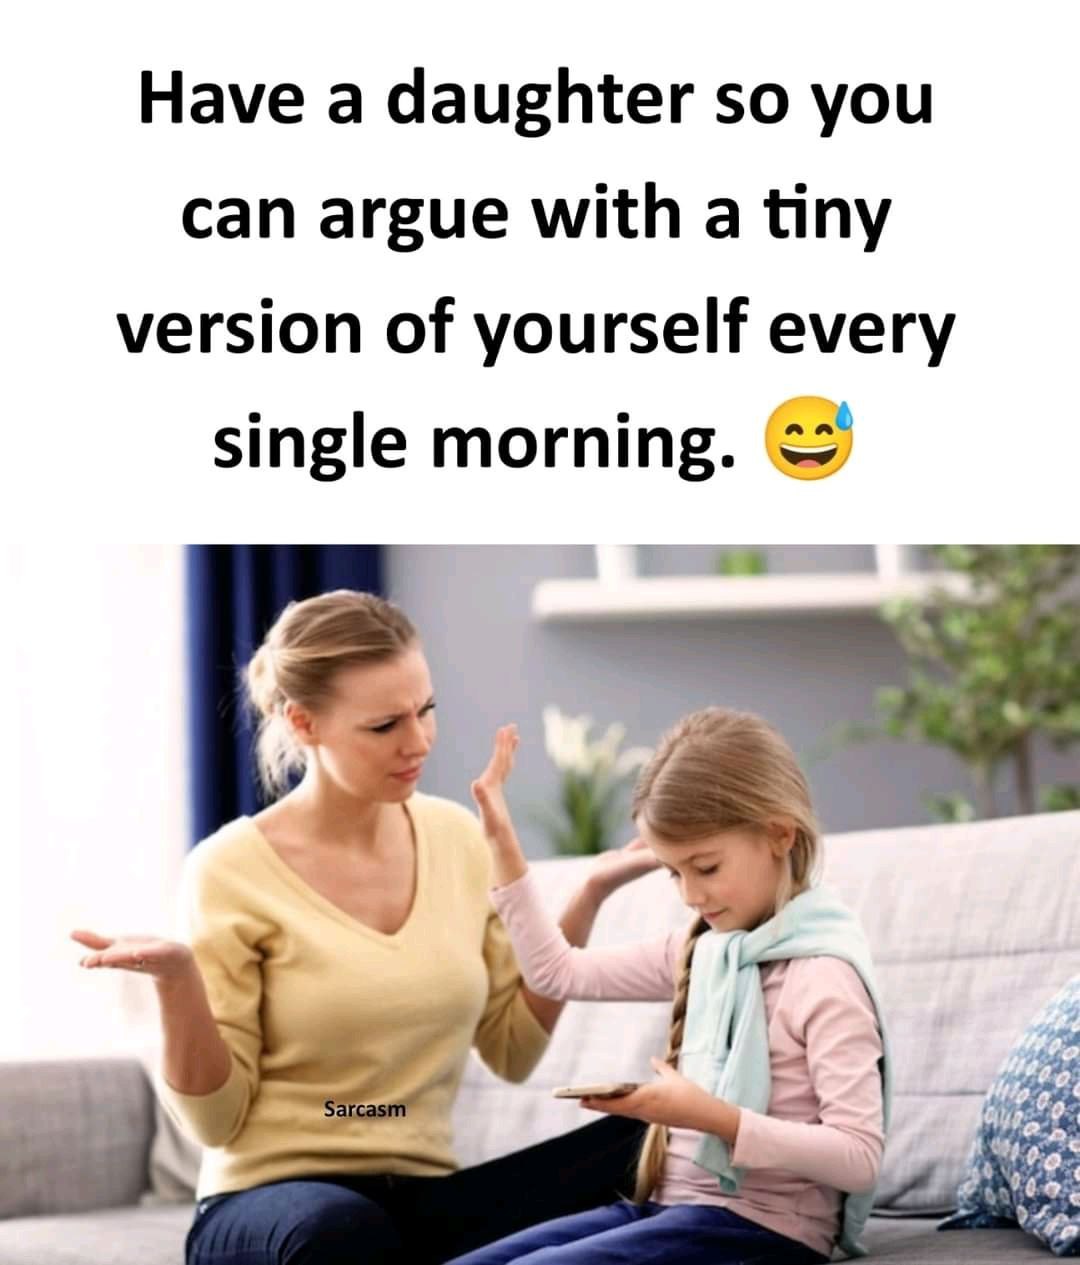 Have a daughter so you
can argue with a tiny
version of yourself every
single morning. 😅
Sarcasm